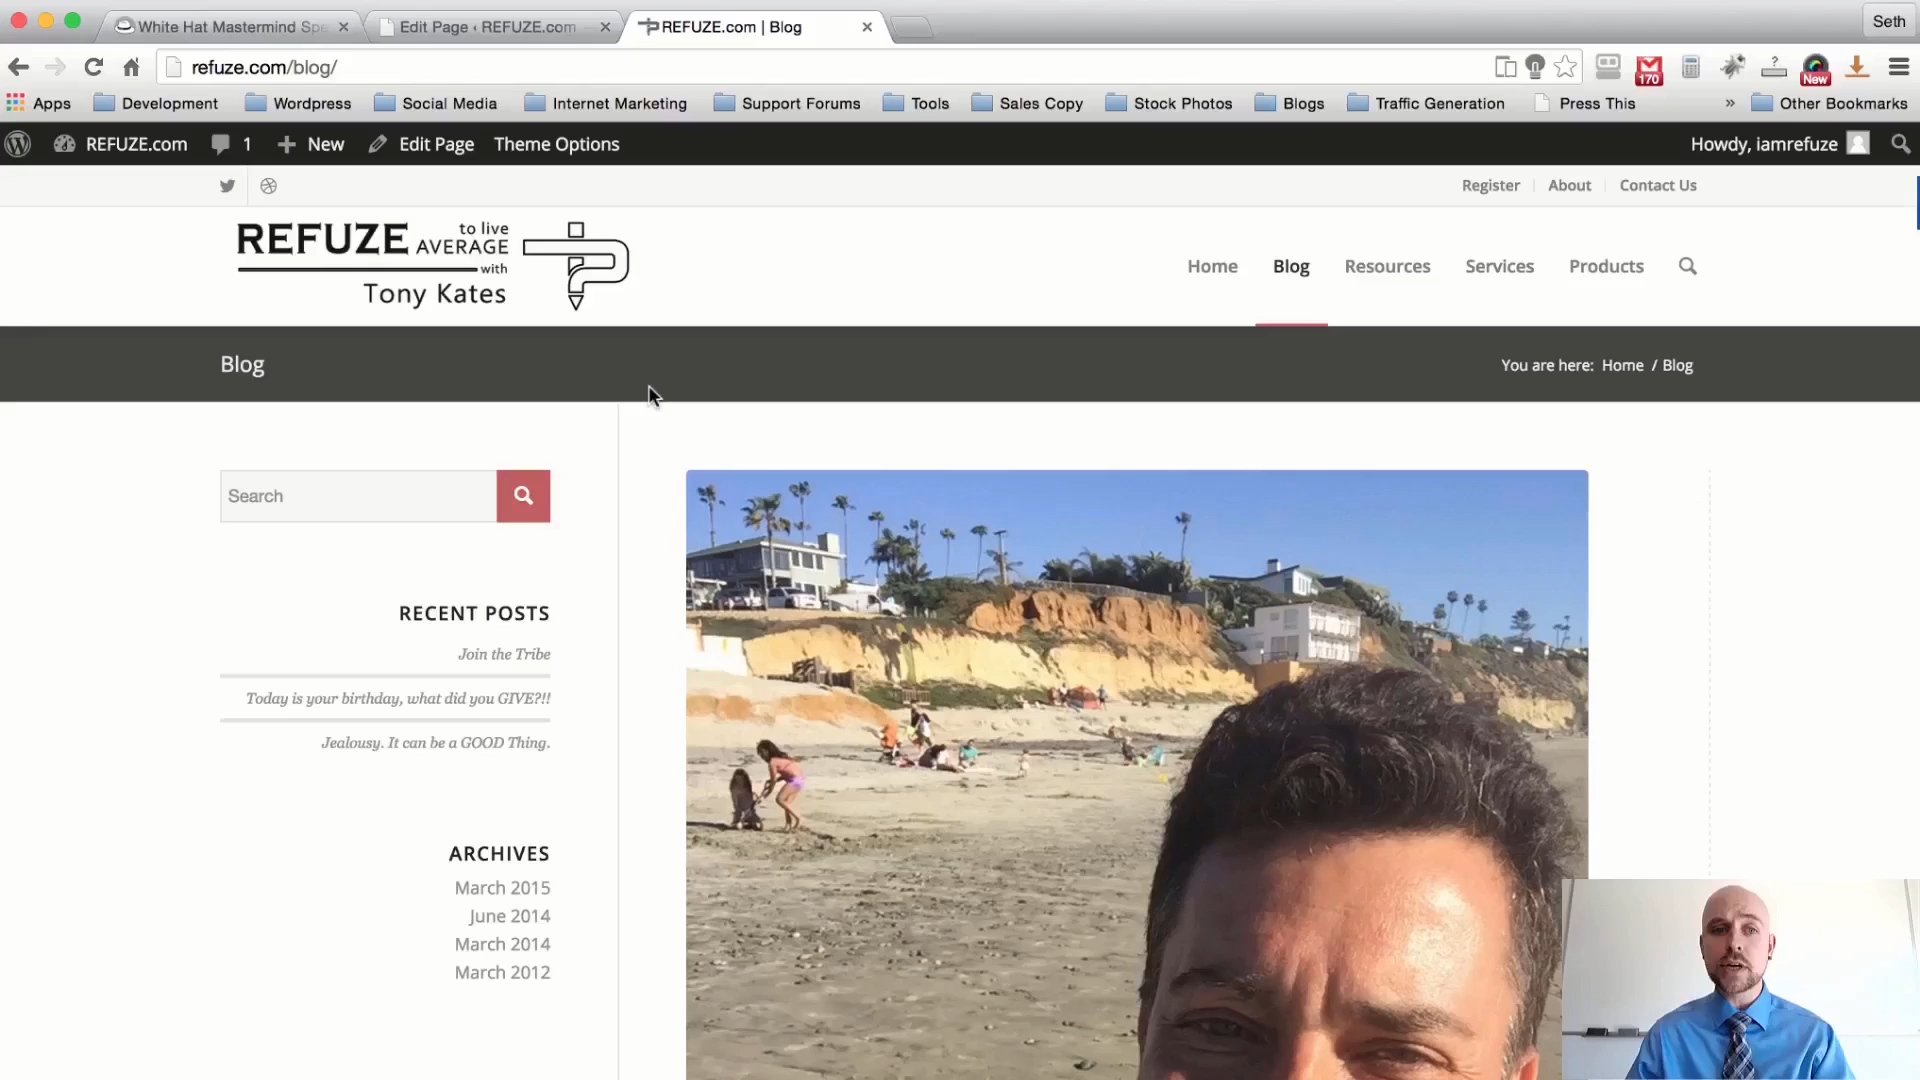 White Hat Mastermind Spe
Edit Page ‹ REFUZE.com
REFUZE.com | Blog
Seth
refuze.com/blog/
170
?
New
Apps
Development
Wordpress
Social Media
Internet Marketing
Support Forums
Tools
Sales Copy
Stock Photos
Blogs
Traffic Generation
Press This
»
Other Bookmarks
REFUZE.com
1
New
Edit Page
Theme Options
Howdy, iamrefuze
Register
About
Contact Us
REFUZE to live AVERAGE
with
Tony Kates
Home
Blog
Resources
Services
Products
Blog
You are here: Home / Blog
Search
RECENT POSTS
Join the Tribe
Today is your birthday, what did you GIVE?!!
Jealousy. It can be a GOOD Thing.
ARCHIVES
March 2015
June 2014
March 2014
March 2012